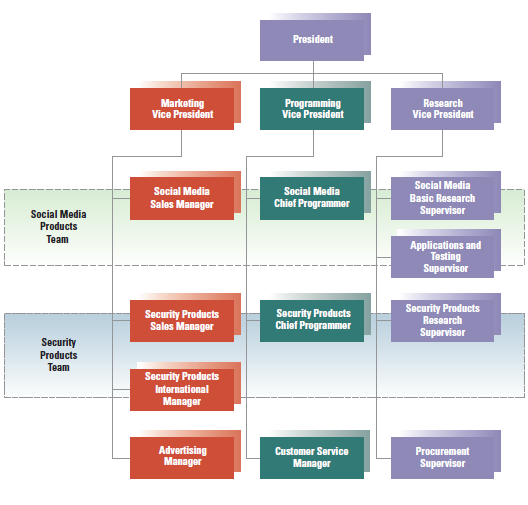 President
Marketing
Vice President
Programming
Vice President
Research
Vice President
Social Media
Products
Team
Social Media
Sales Manager
Social Media
Chief Programmer
Social Media
Basic Research
Supervisor
Applications and
Testing
Supervisor
Security
Products
Team
Security Products
Sales Manager
Security Products
Chief Programmer
Security Products
Research
Supervisor
Security Products
International
Manager
Advertising
Manager
Customer Service
Manager
Procurement
Supervisor